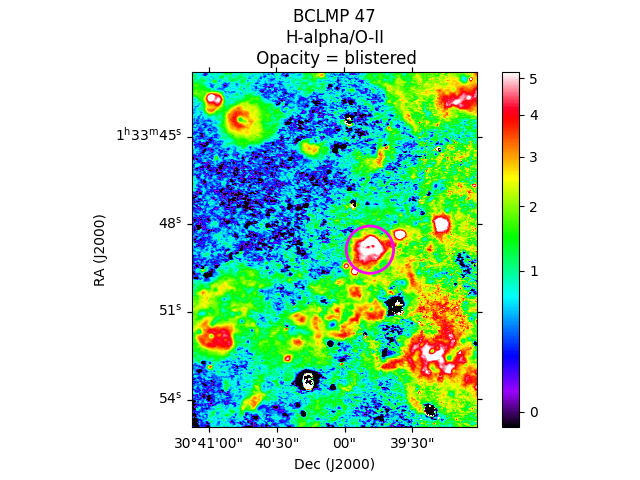 BCLMP 47
H-alpha/O-II
Opacity = blistered
1ʰ33ᵐ45ˢ
48ˢ
51ˢ
54ˢ
RA (J2000)
30°41'00" 40'30" 00" 39'30"
Dec (J2000)
5
4
3
2
1
0